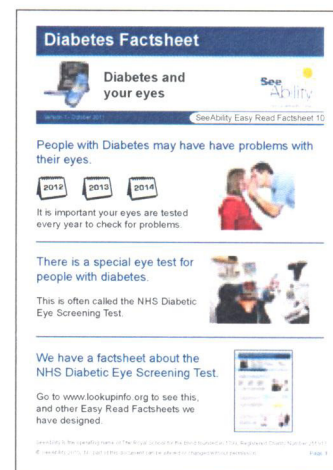 Diabetes Factsheet
Diabetes and
your eyes
See
Ability
SeeAbility Easy Read Factsheet 10
People with Diabetes may have have problems with
their eyes.
2012 2013 2014
It is important your eyes are tested
every year to check for problems.
There is a special eye test for
people with diabetes.
This is often called the NHS Diabetic
Eye Screening Test.
We have a factsheet about the
NHS Diabetic Eye Screening Test.
Go to www.lookupinfo.org to see this,
and other Easy Read Factsheets we
have designed.